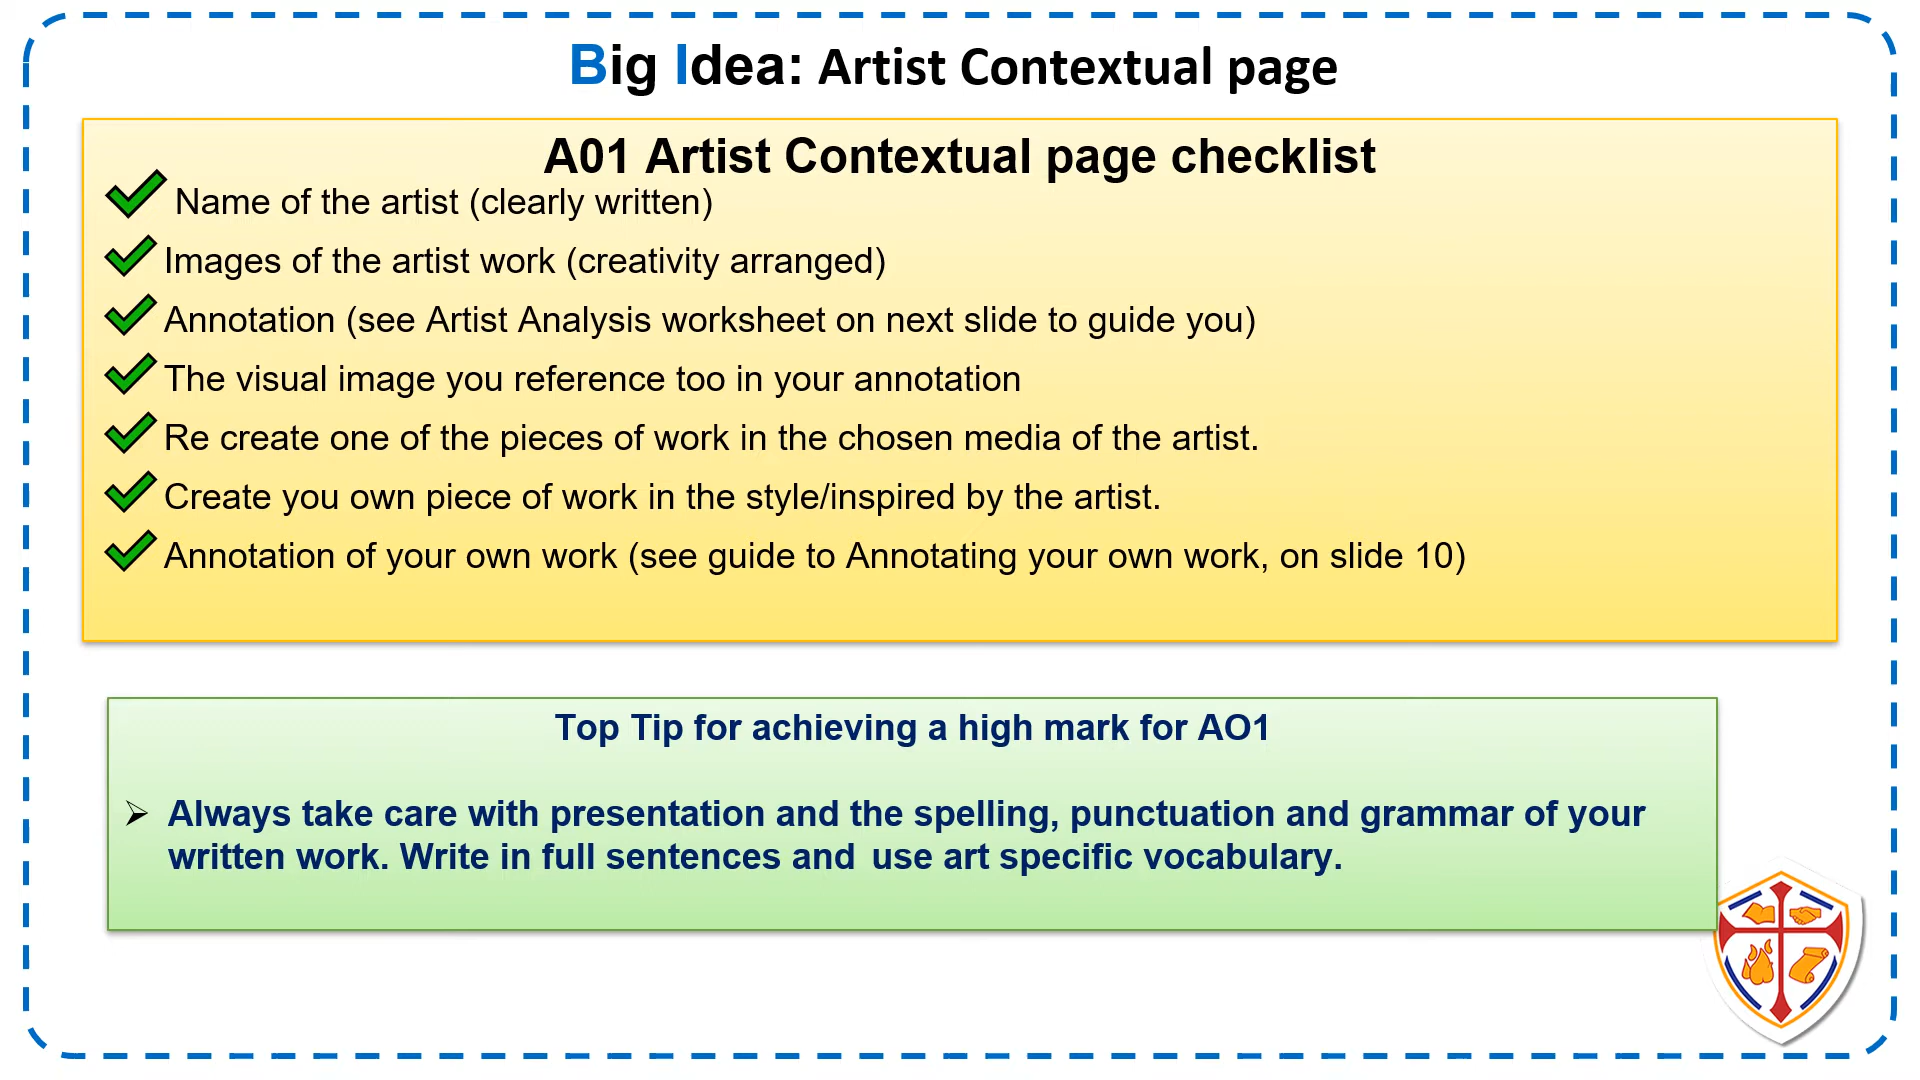 Big Idea: Artist Contextual page
A01 Artist Contextual page checklist
Name of the artist (clearly written)
Images of the artist work (creativity arranged)
Annotation (see Artist Analysis worksheet on next slide to guide you)
The visual image you reference too in your annotation
Re create one of the pieces of work in the chosen media of the artist.
Create you own piece of work in the style/inspired by the artist.
Annotation of your own work (see guide to Annotating your own work, on slide 10)
Top Tip for achieving a high mark for AO1
Always take care with presentation and the spelling, punctuation and grammar of your
written work. Write in full sentences and use art specific vocabulary.